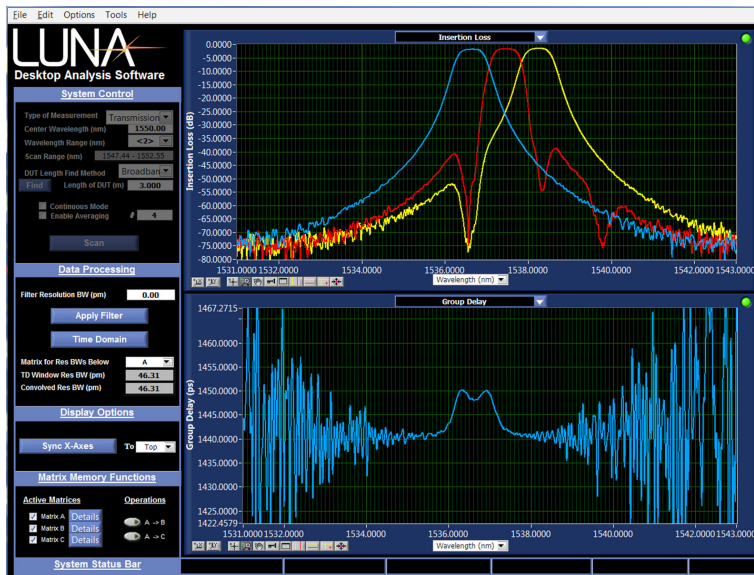 File Edit Options Tools Help
LUNA
Desktop Analysis Software
System Control
Type of Measurement Transmission
Center Wavelength (nm) 1550.00
Wavelength Range (nm) <2>
Scan Range (nm) 1547.44 - 1552.55
DUT Length Find Method Broadban
Find Length of DUT (m) 3.000
Continuous Mode
Enable Averaging # 4
Scan
Data Processing
Filter Resolution BW (pm) 0.00
Apply Filter
Time Domain
Matrix for Res BWs Below A
TD Window Res BW (pm) 46.31
Convolved Res BW (pm) 46.31
Display Options
Sync X-Axes To Top
Matrix Memory Functions
Active Matrices Operations
Matrix A Details
A -> B
Matrix B Details
Matrix C Details
A -> C
System Status Bar
Insertion Loss
Insertion Loss (dB)
0.0000
-5.0000
-10.0000
-15.0000
-20.0000
-25.0000
-30.0000
-35.0000
-40.0000
-45.0000
-50.0000
-55.0000
-60.0000
-65.0000
-70.0000
-75.0000
-80.0000
1531.0000 1532.0000 1534.0000 1536.0000 1538.0000 1540.0000 1542.0000 1543.0000
Wavelength (nm)
Group Delay
Group Delay (ps)
1467.2715
1460.0000
1455.0000
1450.0000
1445.0000
1440.0000
1435.0000
1430.0000
1425.0000
1422.4579
1531.0000 1532.0000 1534.0000 1536.0000 1538.0000 1540.0000 1542.0000 1543.0000
Wavelength (nm)